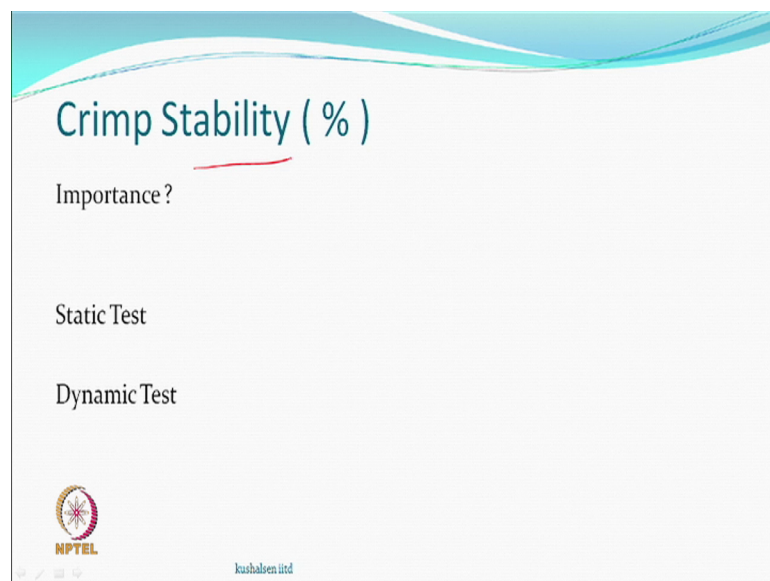 Crimp Stability ( % )
Importance ?
Static Test
Dynamic Test
NPTEL
kushalsen iitd